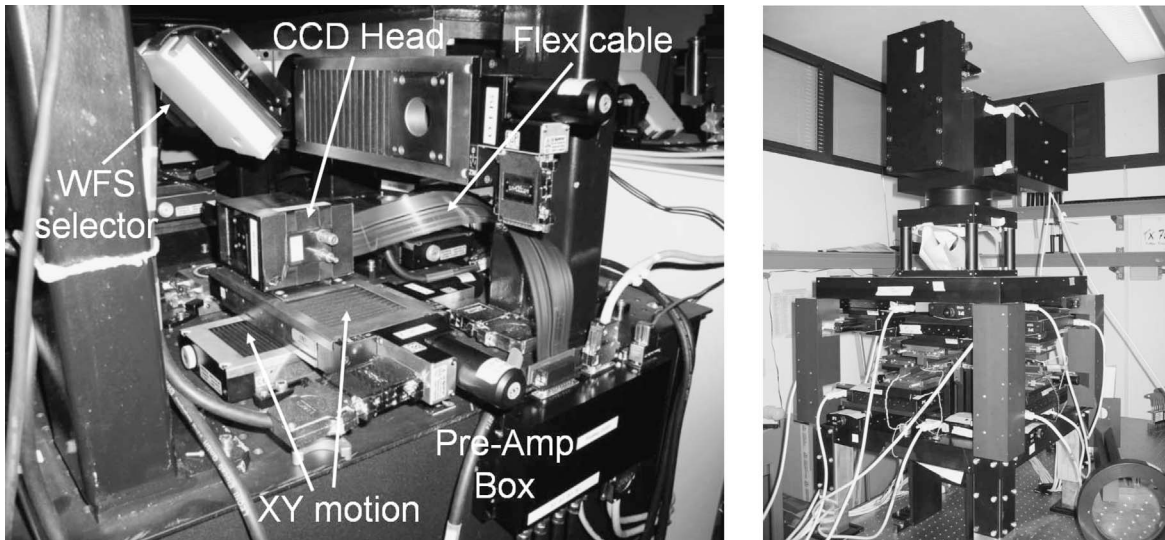 CCD Head
Flex cable
WFS
selector
Pre-Amp
Box
XY motion